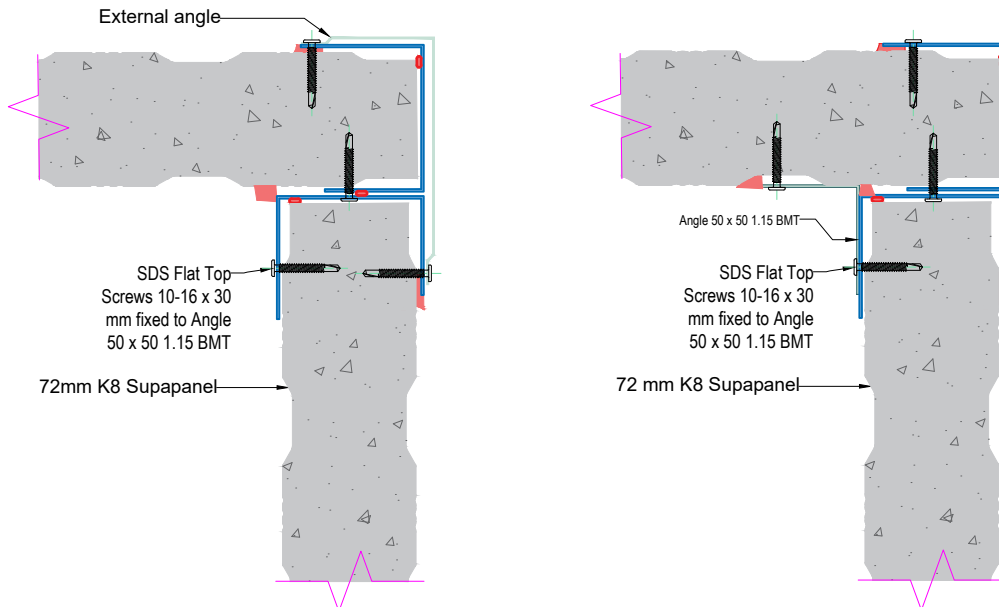 External angle
SDS Flat Top
Screws 10-16 x 30
mm fixed to Angle
50 x 50 1.15 BMT
72mm K8 Supapanel
Angle 50 x 50 1.15 BMT
SDS Flat Top
Screws 10-16 x 30
mm fixed to Angle
50 x 50 1.15 BMT
72 mm K8 Supapanel